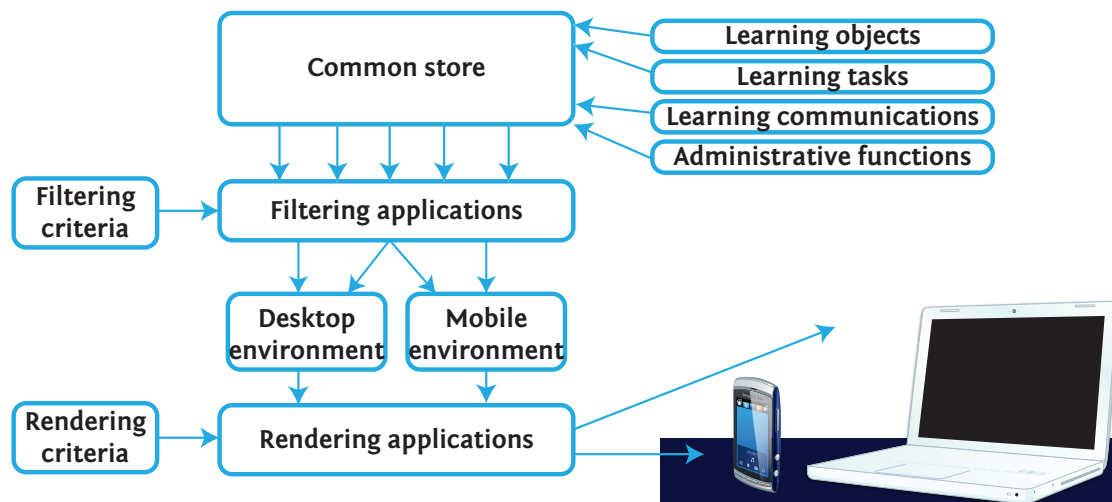 Common store
Learning objects
Learning tasks
Learning communications
Administrative functions
Filtering
criteria
Filtering applications
Desktop
environment
Mobile
environment
Rendering
criteria
Rendering applications